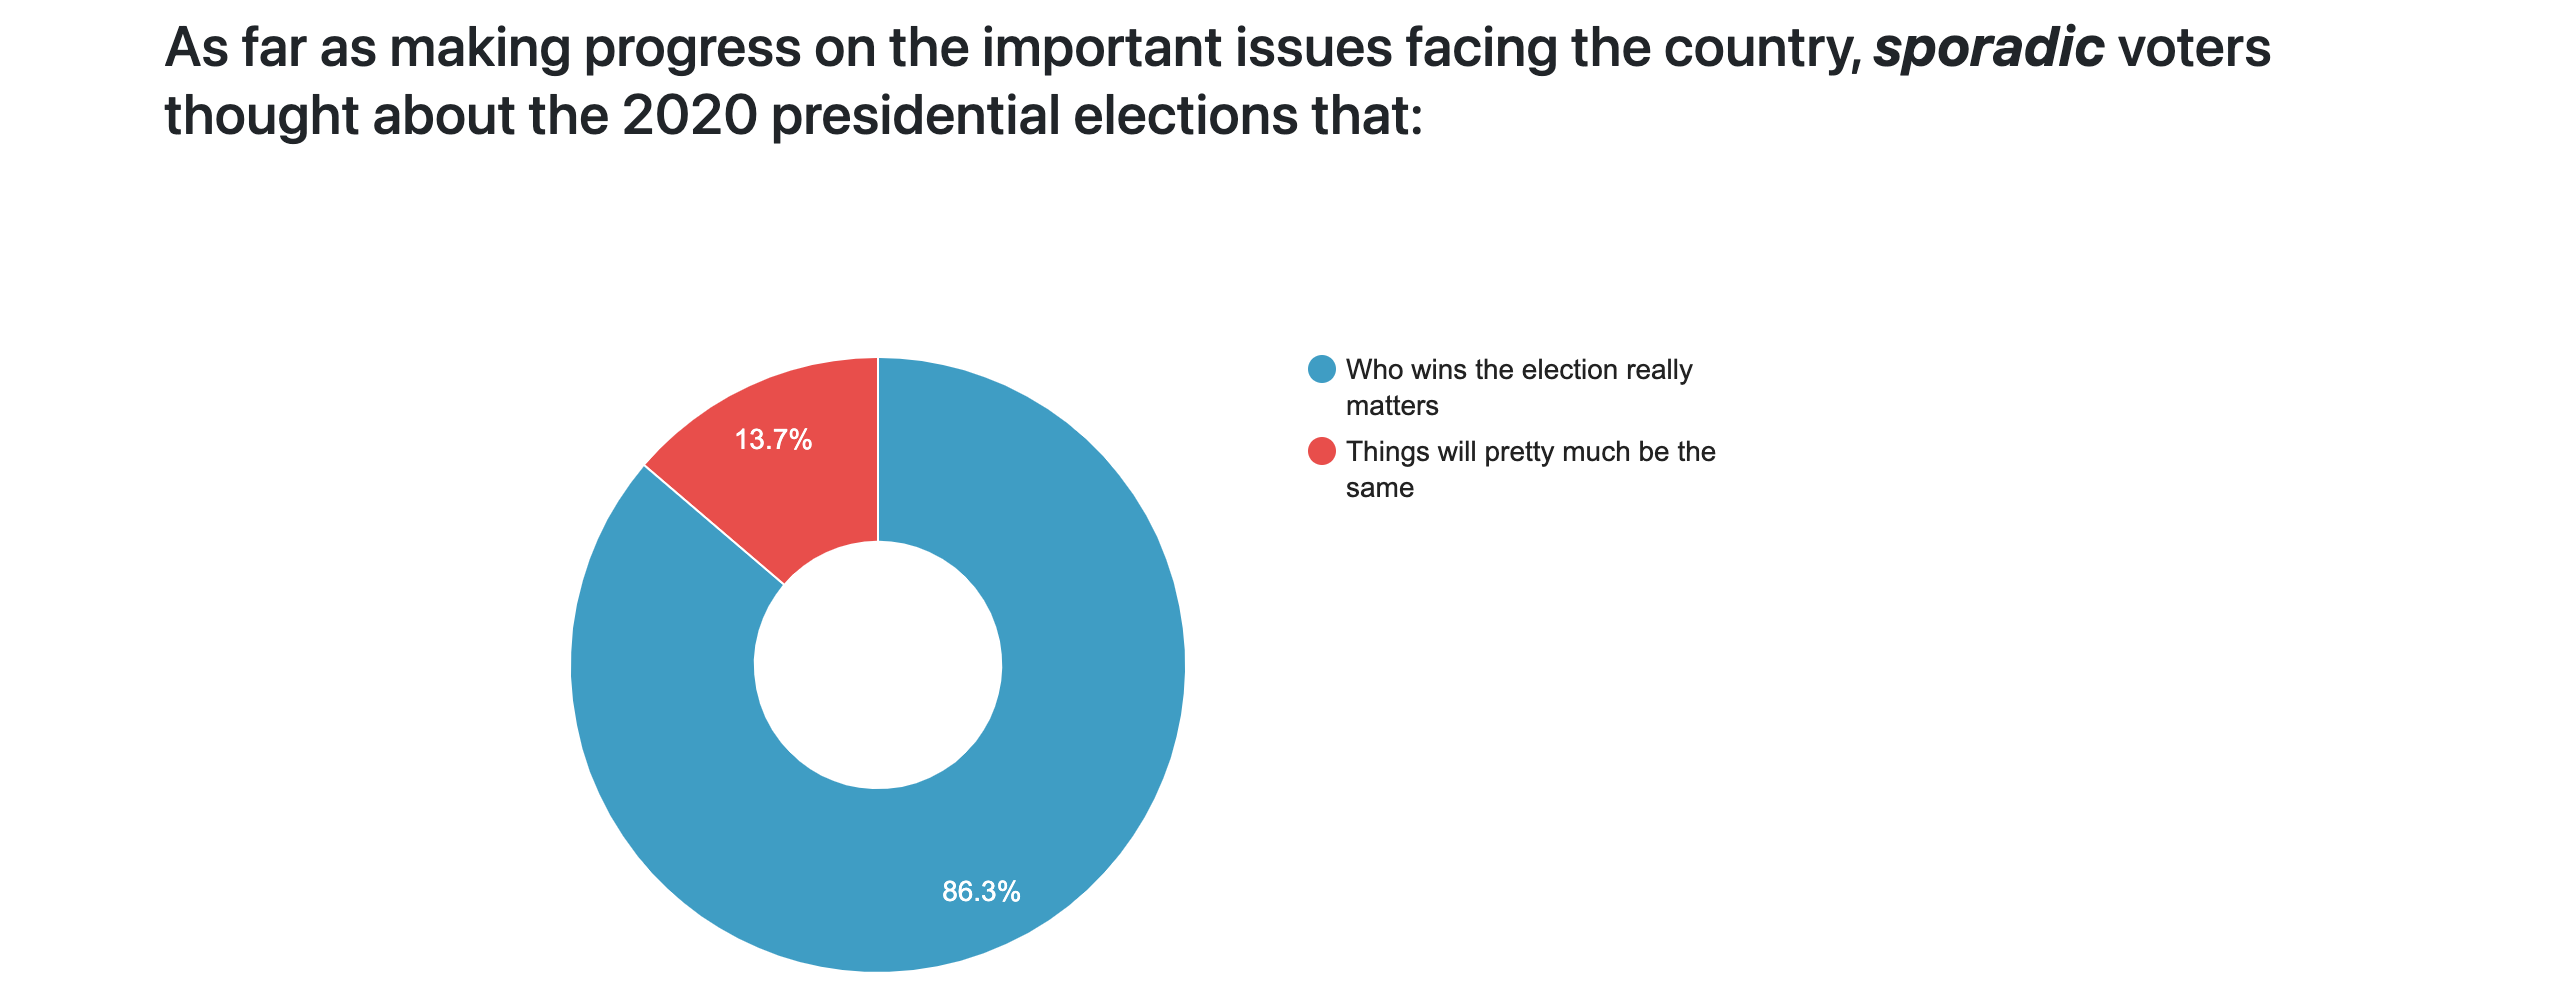 As far as making progress on the important issues facing the country, sporadic voters
thought about the 2020 presidential elections that:
Who wins the election really
matters
Things will pretty much be the
same
13.7%
86.3%